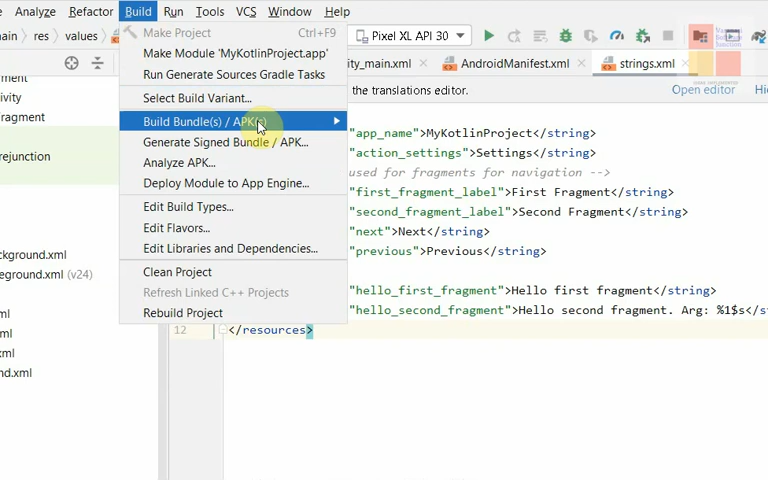 Analyze Refactor Build Run Tools VCS Window Help
ain res values
Pixel XL API 30
ity_main.xml AndroidManifest.xml strings.xml
Make Project Ctrl+F9
Make Module 'MyKotlinProject.app'
Run Generate Sources Gradle Tasks
Select Build Variant...
Build Bundle(s) / APK(s)
Generate Signed Bundle / APK...
Analyze APK...
Deploy Module to App Engine...
Edit Build Types...
Edit Flavors...
Edit Libraries and Dependencies...
Clean Project
Refresh Linked C++ Projects
Rebuild Project
ment
ivity
ragment
rejunction
ckground.xml
reground.xml (v24)
ml
.xml
xml
d.xml
the translations editor. Open editor Hi
"app_name">MyKotlinProject</string>
"action_settings">Settings</string>
used for fragments for navigation -->
"first_fragment_label">First Fragment</string>
"second_fragment_label">Second Fragment</string>
"next">Next</string>
"previous">Previous</string>
"hello_first_fragment">Hello first fragment</string>
"hello_second_fragment">Hello second fragment. Arg: %1$s</st
12 </resources>